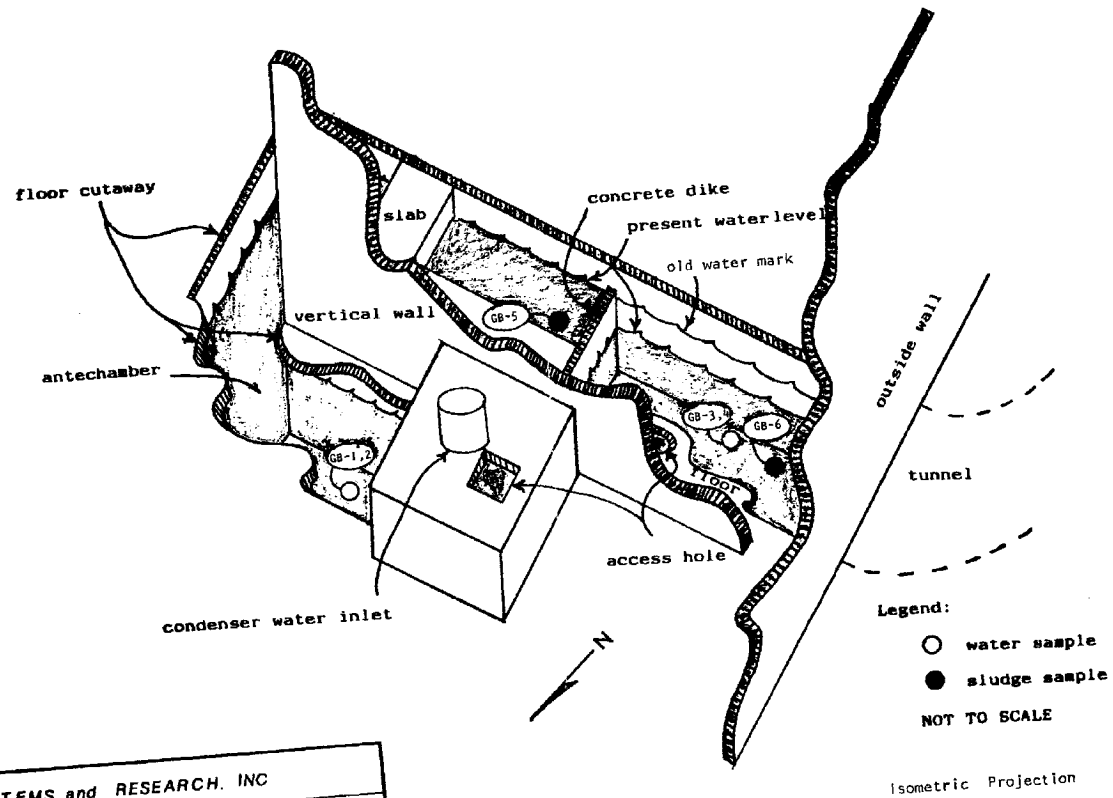 floor cutaway
slab
concrete dike
present waterlevel
old water mark
GB-5
vertical wall
outside wall
antechamber
GB-3,4
GB-6
GB-1,2
floor
tunnel
access hole
condenser water inlet
N
Legend:
water sample
sludge sample
NOT TO SCALE
TEMS and RESEARCH, INC
Isometric Projection